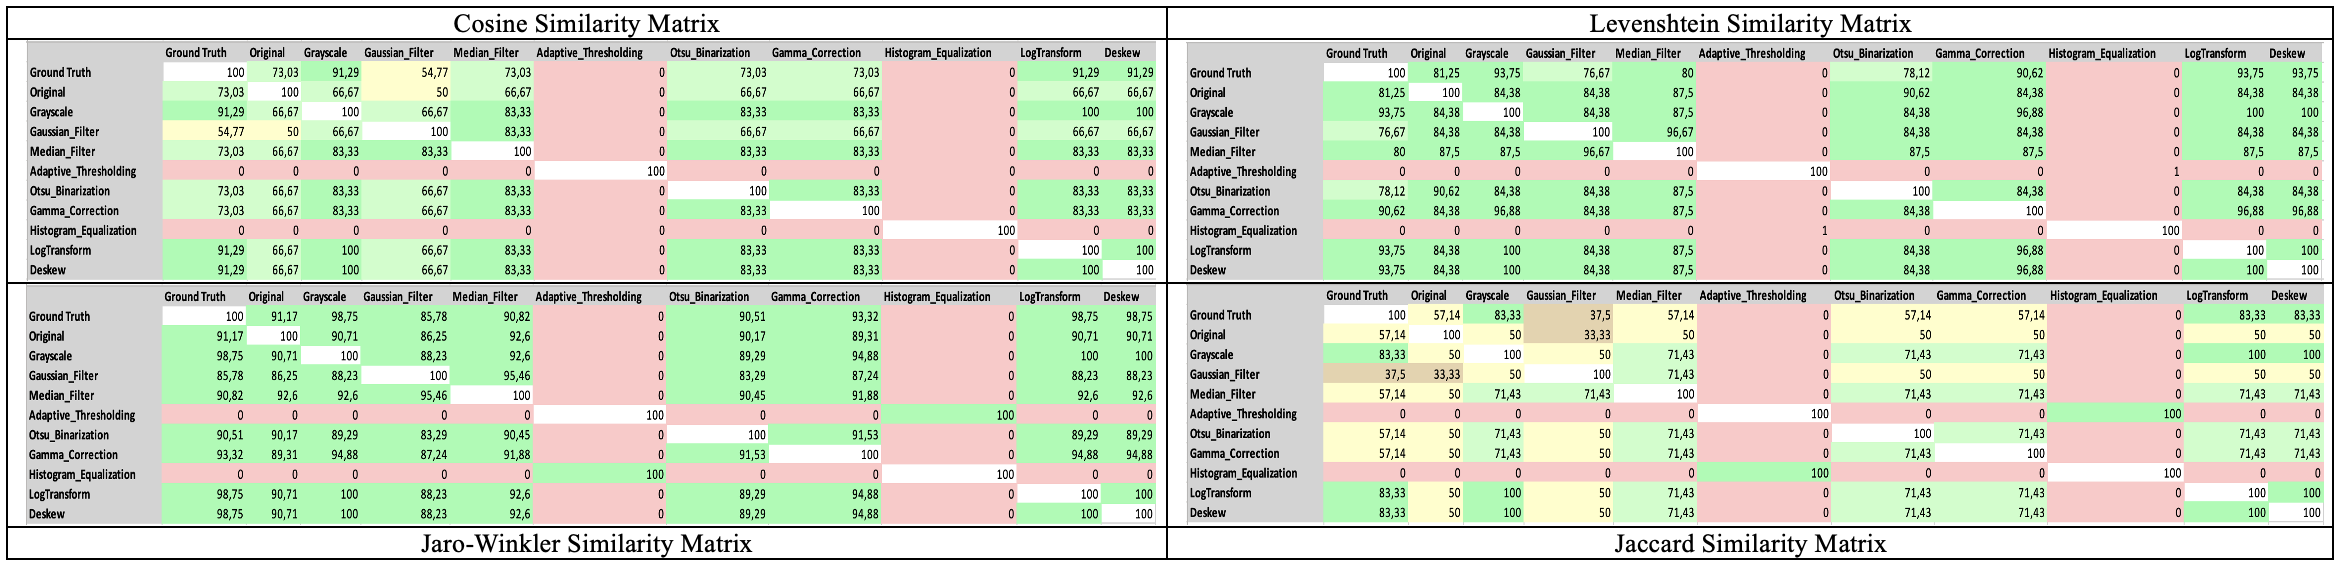 Cosine Similarity Matrix
Ground Truth Original Grayscale Gaussian_Filter Median_Filter Adaptive_Thresholding Otsu_Binarization Gamma_Correction Histogram_Equalization LogTransform Deskew
Ground Truth 100 73,03 91,29 54,77 73,03 0 73,03 73,03 0 91,29 91,29
Original 73,03 100 66,67 50 66,67 0 66,67 66,67 0 66,67 66,67
Grayscale 91,29 66,67 100 66,67 83,33 0 83,33 83,33 0 100 100
Gaussian_Filter 54,77 50 66,67 100 83,33 0 66,67 66,67 0 66,67 66,67
Median_Filter 73,03 66,67 83,33 83,33 100 0 83,33 83,33 0 83,33 83,33
Adaptive_Thresholding 0 0 0 0 0 100 0 0 0 0 0
Otsu_Binarization 73,03 66,67 83,33 66,67 83,33 0 100 83,33 0 83,33 83,33
Gamma_Correction 73,03 66,67 83,33 66,67 83,33 0 83,33 100 0 83,33 83,33
Histogram_Equalization 0 0 0 0 0 0 0 0 100 0 0
LogTransform 91,29 66,67 100 66,67 83,33 0 83,33 83,33 0 100 100
Deskew 91,29 66,67 100 66,67 83,33 0 83,33 83,33 0 100 100
Levenshtein Similarity Matrix
Ground Truth Original Grayscale Gaussian_Filter Median_Filter Adaptive_Thresholding Otsu_Binarization Gamma_Correction Histogram_Equalization LogTransform Deskew
Ground Truth 100 81,25 93,75 76,67 80 0 78,12 90,62 0 93,75 93,75
Original 81,25 100 84,38 84,38 87,5 0 90,62 84,38 0 84,38 84,38
Grayscale 93,75 84,38 100 84,38 87,5 0 84,38 96,88 0 100 100
Gaussian_Filter 76,67 84,38 84,38 100 96,67 0 84,38 84,38 0 84,38 84,38
Median_Filter 80 87,5 87,5 96,67 100 0 87,5 87,5 0 87,5 87,5
Adaptive_Thresholding 0 0 0 0 0 100 0 0 1 0 0
Otsu_Binarization 78,12 90,62 84,38 84,38 87,5 0 100 84,38 0 84,38 84,38
Gamma_Correction 90,62 84,38 96,88 84,38 87,5 0 84,38 100 0 96,88 96,88
Histogram_Equalization 0 0 0 0 0 1 0 0 100 0 0
LogTransform 93,75 84,38 100 84,38 87,5 0 84,38 96,88 0 100 100
Deskew 93,75 84,38 100 84,38 87,5 0 84,38 96,88 0 100 100
Ground Truth Original Grayscale Gaussian_Filter Median_Filter Adaptive_Thresholding Otsu_Binarization Gamma_Correction Histogram_Equalization LogTransform Deskew
Ground Truth 100 91,17 98,75 85,78 90,82 0 90,51 93,32 0 98,75 98,75
Original 91,17 100 90,71 86,25 92,6 0 90,17 89,31 0 90,71 90,71
Grayscale 98,75 90,71 100 88,23 92,6 0 89,29 94,88 0 100 100
Gaussian_Filter 85,78 86,25 88,23 100 95,46 0 83,29 87,24 0 88,23 88,23
Median_Filter 90,82 92,6 92,6 95,46 100 0 90,45 91,88 0 92,6 92,6
Adaptive_Thresholding 0 0 0 0 0 100 0 0 100 0 0
Otsu_Binarization 90,51 90,17 89,29 83,29 90,45 0 100 91,53 0 89,29 89,29
Gamma_Correction 93,32 89,31 94,88 87,24 91,88 0 91,53 100 0 94,88 94,88
Histogram_Equalization 0 0 0 0 0 100 0 0 100 0 0
LogTransform 98,75 90,71 100 88,23 92,6 0 89,29 94,88 0 100 100
Deskew 98,75 90,71 100 88,23 92,6 0 89,29 94,88 0 100 100
Jaro-Winkler Similarity Matrix
Ground Truth Original Grayscale Gaussian_Filter Median_Filter Adaptive_Thresholding Otsu_Binarization Gamma_Correction Histogram_Equalization LogTransform Deskew
Ground Truth 100 57,14 83,33 37,5 57,14 0 57,14 57,14 0 83,33 83,33
Original 57,14 100 50 33,33 50 0 50 50 0 50 50
Grayscale 83,33 50 100 50 71,43 0 71,43 71,43 0 100 100
Gaussian_Filter 37,5 33,33 50 100 71,43 0 50 50 0 50 50
Median_Filter 57,14 50 71,43 71,43 100 0 71,43 71,43 0 71,43 71,43
Adaptive_Thresholding 0 0 0 0 0 100 0 0 100 0 0
Otsu_Binarization 57,14 50 71,43 50 71,43 0 100 71,43 0 71,43 71,43
Gamma_Correction 57,14 50 71,43 50 71,43 0 71,43 100 0 71,43 71,43
Histogram_Equalization 0 0 0 0 0 100 0 0 100 0 0
LogTransform 83,33 50 100 50 71,43 0 71,43 71,43 0 100 100
Deskew 83,33 50 100 50 71,43 0 71,43 71,43 0 100 100
Jaccard Similarity Matrix